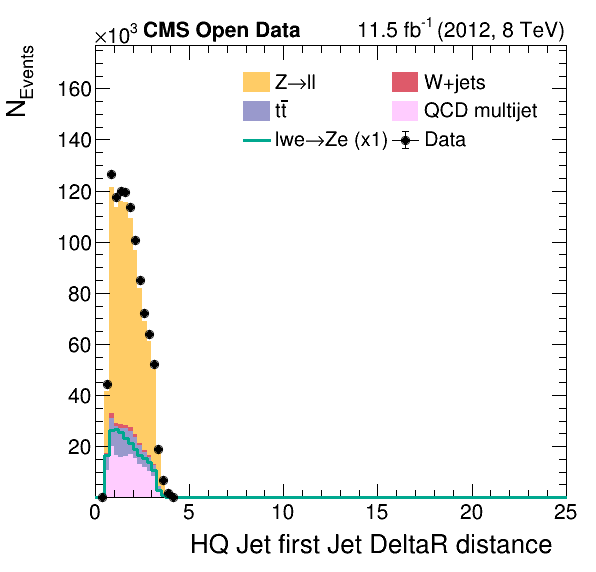 ×10³ CMS Open Data 11.5 fb⁻¹ (2012, 8 TeV)
N_Events
Z→ll W+jets
tt̄ QCD multijet
lwe→Ze (x1) Data
160
140
120
100
80
60
40
20
0 5 10 15 20 25
HQ Jet first Jet DeltaR distance